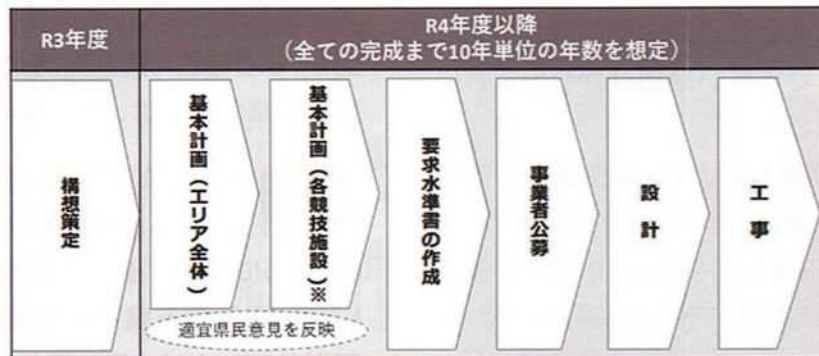 R3年度
R4年度以降
（全ての完成まで10年単位の年数を想定）
構想策定
基本計画（エリア全体）
基本計画（各競技施設）※
要求水準書の作成
事業者公募
設計
工事
適宜県民意見を反映